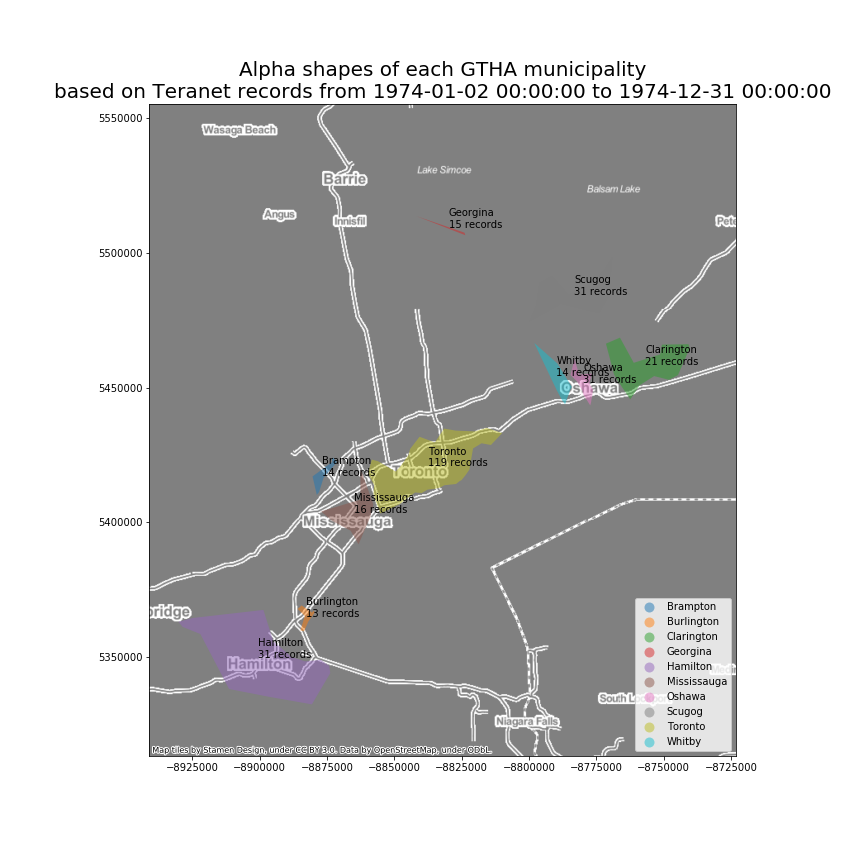 Alpha shapes of each GTHA municipality
based on Teranet records from 1974-01-02 00:00:00 to 1974-12-31 00:00:00
5550000
5500000
5450000
5400000
5350000
Wasaga Beach
Barrie
Lake Simcoe
Balsam Lake
Angus
Innisfil
Georgina
15 records
Scugog
31 records
Whitby
14 records
Oshawa
31 records
Clarington
21 records
Oshawa
Toronto
119 records
Toronto
Brampton
14 records
Mississauga
16 records
Mississauga
Burlington
13 records
bridge
Hamilton
31 records
Hamilton
Niagara Falls
Brampton
Burlington
Clarington
Georgina
Hamilton
Mississauga
Oshawa
Scugog
Toronto
Whitby
Map tiles by Stamen Design, under CC BY 3.0. Data by OpenStreetMap, under ODbL.
−8925000 −8900000 −8875000 −8850000 −8825000 −8800000 −8775000 −8750000 −8725000